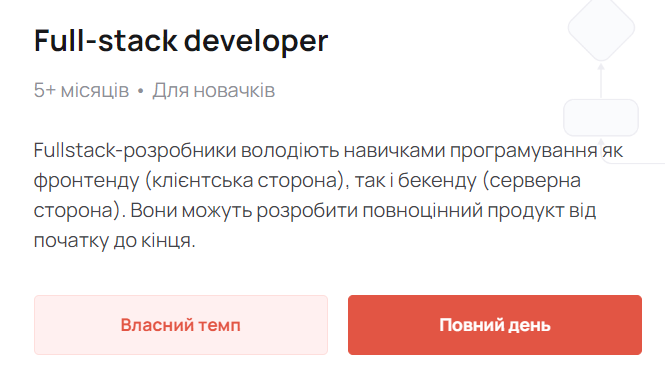 Full-stack developer
5+ місяців • Для новачків
Fullstack-розробники володіють навичками програмування як
фронтенду (клієнтська сторона), так і бекенду (серверна
сторона). Вони можуть розробити повноцінний продукт від
початку до кінця.
Власний темп
Повний день